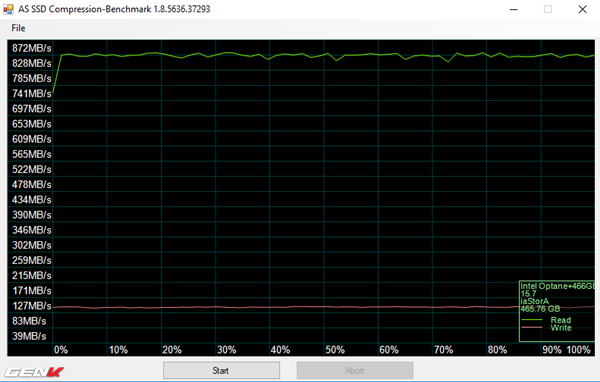 AS SSD Compression-Benchmark 1.8.5636.37293
File
872MB/s
828MB/s
785MB/s
741MB/s
697MB/s
653MB/s
609MB/s
565MB/s
522MB/s
478MB/s
434MB/s
390MB/s
346MB/s
302MB/s
259MB/s
215MB/s
171MB/s
127MB/s
83MB/s
39MB/s
Intel Optane+466GB
15.7
iaStorA
465.76 GB
Read
Write
0% 10% 20% 30% 40% 50% 60% 70% 80% 90% 100%
GENK
Start
Abort